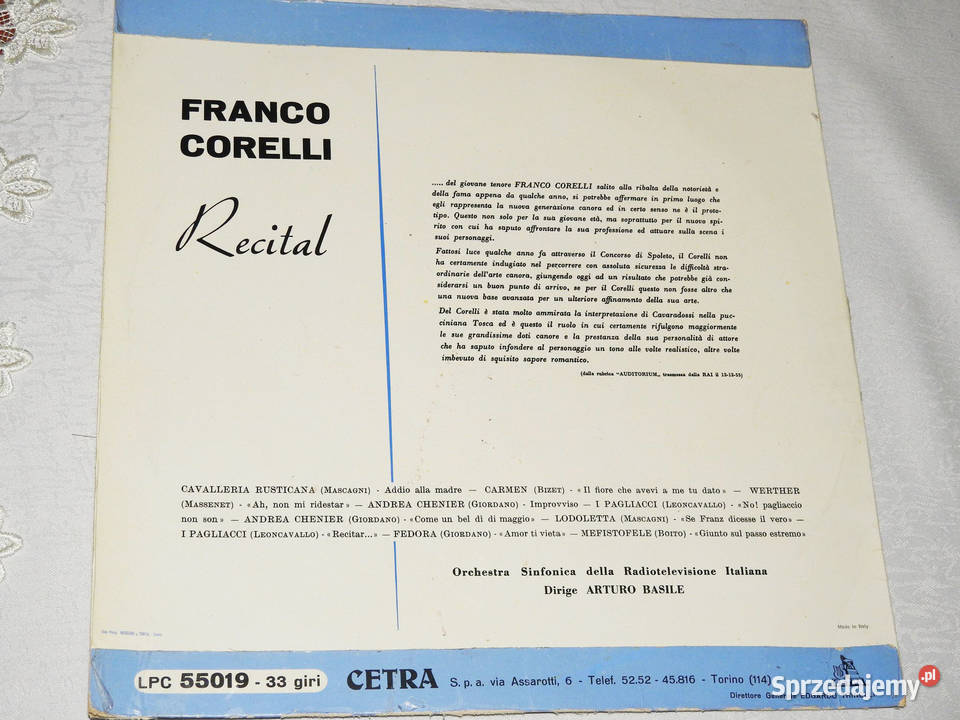 FRANCO
CORELLI
Recital
..... del giovane tenore FRANCO CORELLI salito alla ribalta della notorietà e
della fama appena da qualche anno, si potrebbe affermare in primo luogo che
egli rappresenta la nuova generazione canora ed in certo senso ne è il proto-
tipo. Questo non solo per la sua giovane età, ma soprattutto per il nuovo spi-
rito con cui ha saputo affrontare la sua professione ed attuare sulla scena i
suoi personaggi.
Fattosi luce qualche anno fa attraverso il Concorso di Spoleto, il Corelli non
ha certamente indugiato nel percorrere con assoluta sicurezza le difficoltà stra-
ordinarie dell'arte canora, giungendo oggi ad un risultato che potrebbe già con-
siderarsi un buon punto di arrivo, se per il Corelli questo non fosse altro che
una nuova base avanzata per un ulteriore affinamento della sua arte.
Del Corelli è stata molto ammirata la interpretazione di Cavaradossi nella puc-
ciniana Tosca ed è questo il ruolo in cui certamente rifulgono maggiormente
le sue grandissime doti canore e la prestanza della sua personalità di attore
che ha saputo infondere al personaggio un tono alle volte realistico, altre volte
imbevuto di squisito sapore romantico.
(dalla rubrica "AUDITORIUM„ trasmessa dalla RAI il 12-12-55)
CAVALLERIA RUSTICANA (MASCAGNI) - Addio alla madre — CARMEN (BIZET) - «Il fiore che avevi a me tu dato» — WERTHER
(MASSENET) - «Ah, non mi ridestar» — ANDREA CHENIER (GIORDANO) - Improvviso — I PAGLIACCI (LEONCAVALLO) - «No! pagliaccio
non son» — ANDREA CHENIER (GIORDANO) - «Come un bel dì di maggio» — LODOLETTA (MASCAGNI) - «Se Franz dicesse il vero» —
I PAGLIACCI (LEONCAVALLO) - «Recitar...» — FEDORA (GIORDANO) - «Amor ti vieta» — MEFISTOFELE (BOITO) - «Giunto sul passo estremo»
Orchestra Sinfonica della Radiotelevisione Italiana
Dirige ARTURO BASILE
Made in Italy
LPC 55019 - 33 giri
CETRA S. p. a. via Assarotti, 6 - Telef. 52.52 - 45.816 - Torino (114)
Direttore Generale EDGARDO
Sprzedajemy.pl